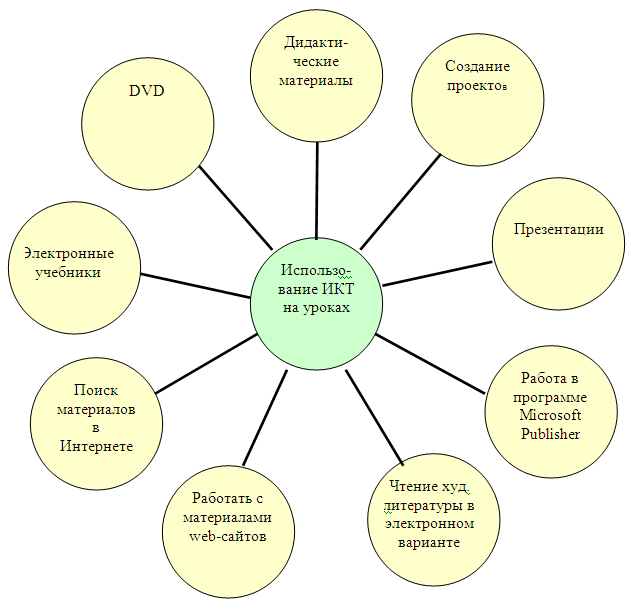 Дидакти-
ческие
материалы
Создание
проектов
DVD
Презентации
Электронные
учебники
Использо-
вание ИКТ
на уроках
Работа в
программе
Microsoft
Publisher
Поиск
материалов
в
Интернете
Чтение худ.
литературы в
электронном
варианте
Работать с
материалами
web-сайтов